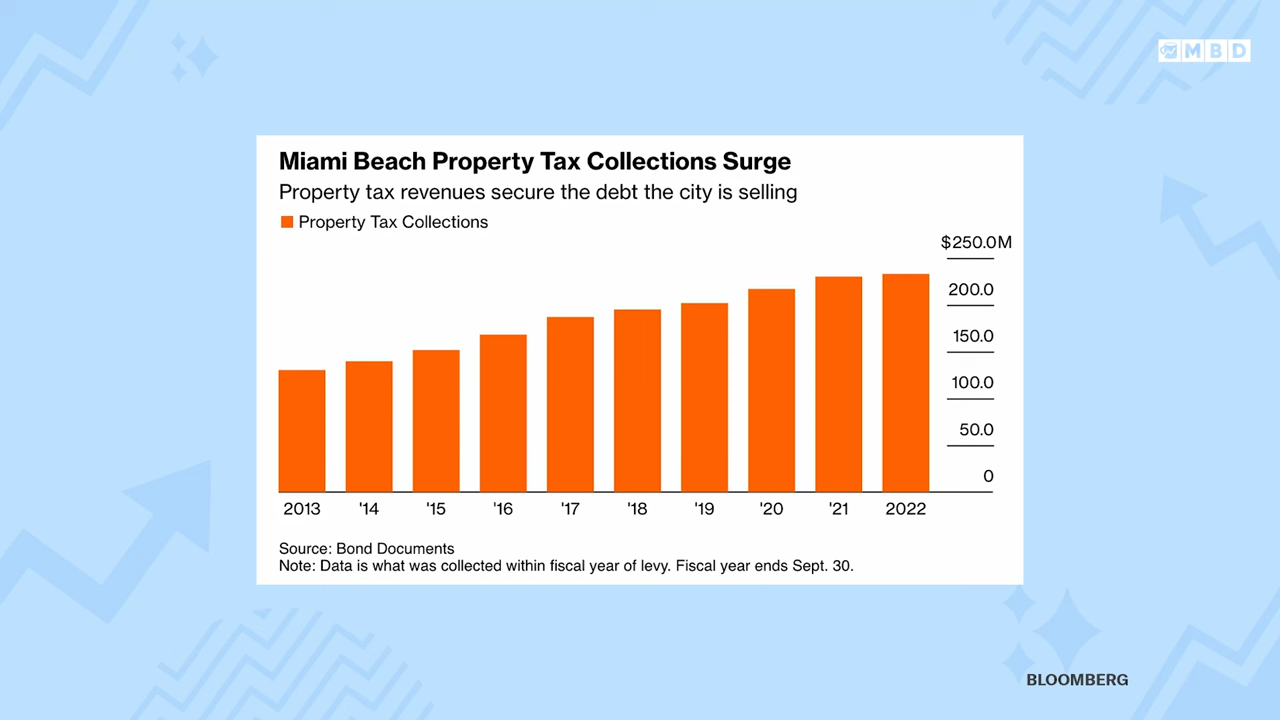 MBD
Miami Beach Property Tax Collections Surge
Property tax revenues secure the debt the city is selling
Property Tax Collections
$250.0M
200.0
150.0
100.0
50.0
0
2013 '14 '15 '16 '17 '18 '19 '20 '21 2022
Source: Bond Documents
Note: Data is what was collected within fiscal year of levy. Fiscal year ends Sept. 30.
BLOOMBERG